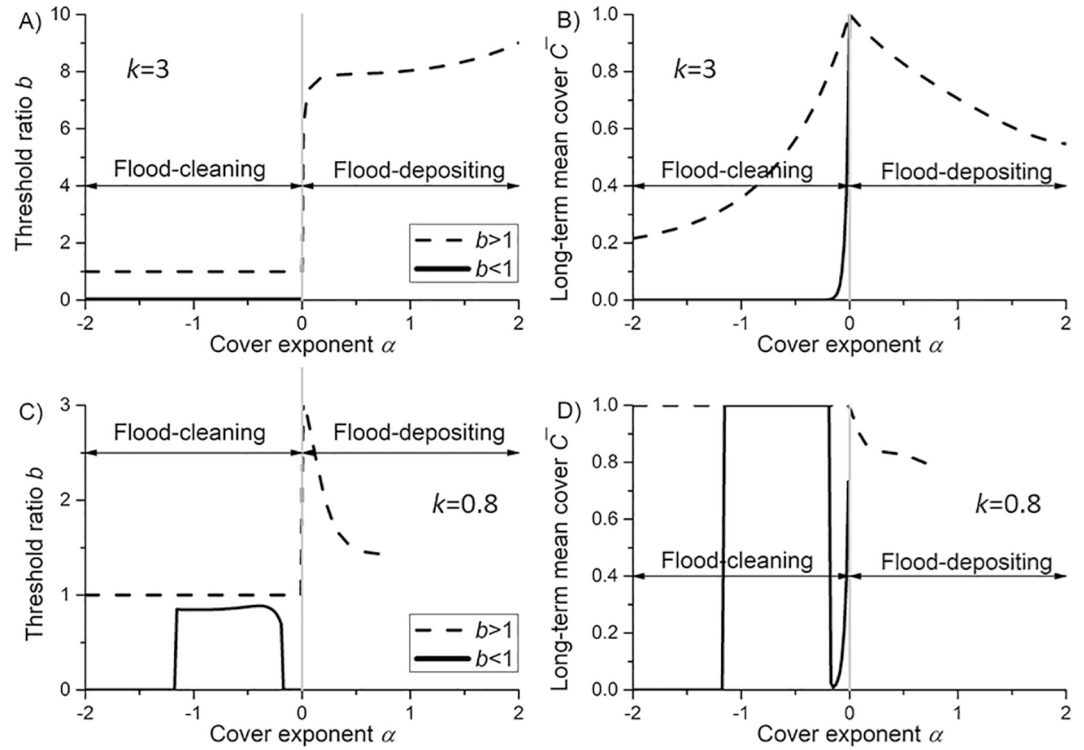 A)
Threshold ratio b
10
8
6
4
2
0
k=3
Flood-cleaning
Flood-depositing
b>1
b<1
-2
-1
0
1
2
Cover exponent α
B)
Long-term mean cover C̄
1.0
0.8
0.6
0.4
0.2
0.0
k=3
Flood-cleaning
Flood-depositing
-2
-1
0
1
2
Cover exponent α
C)
Threshold ratio b
3
2
1
0
Flood-cleaning
Flood-depositing
k=0.8
b>1
b<1
-2
-1
0
1
2
Cover exponent α
D)
Long-term mean cover C̄
1.0
0.8
0.6
0.4
0.2
0.0
k=0.8
Flood-cleaning
Flood-depositing
-2
-1
0
1
2
Cover exponent α